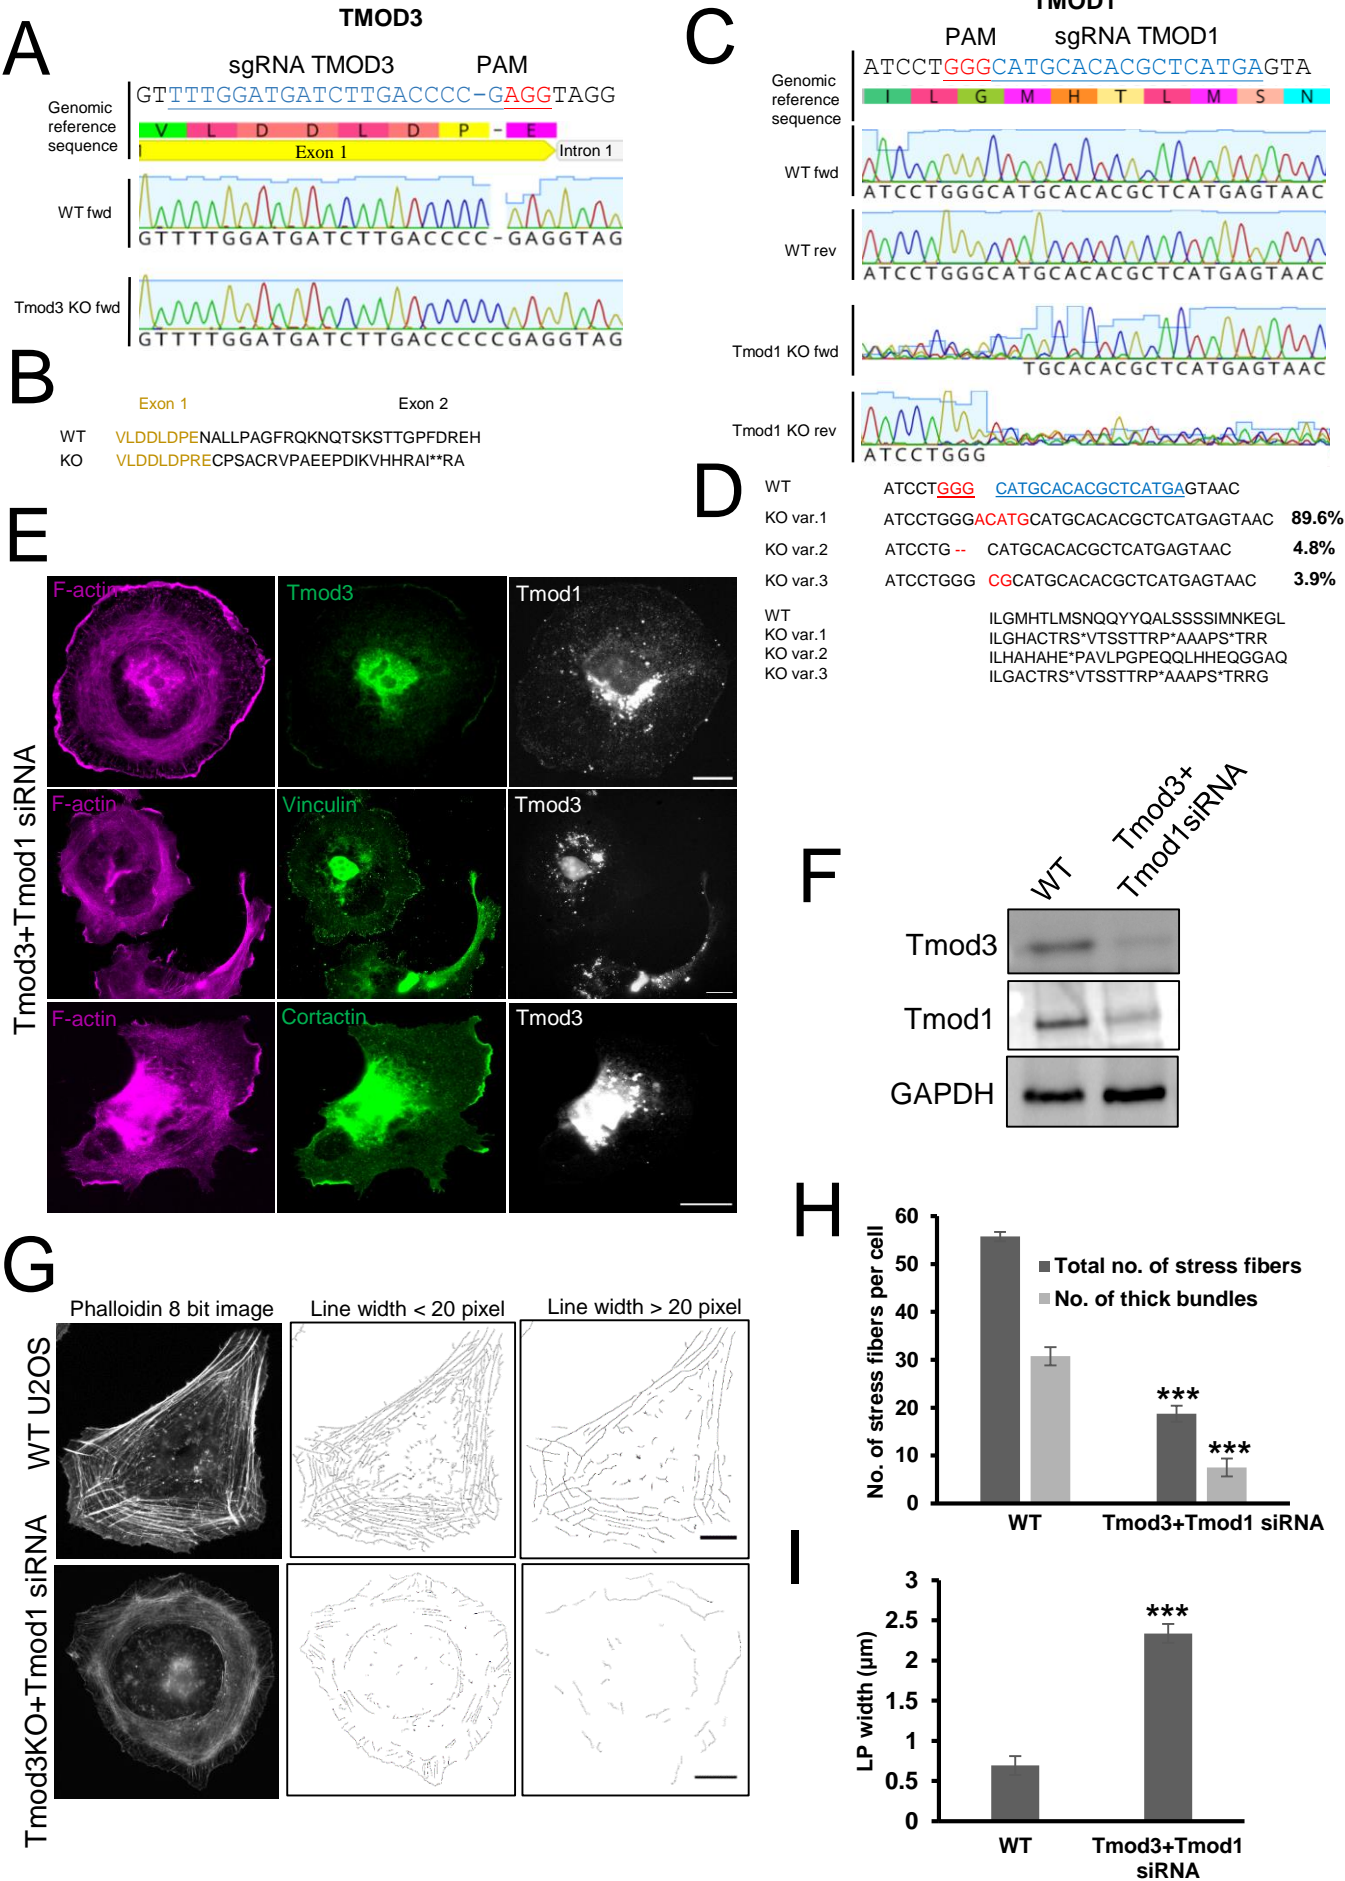 A
TMOD3
sgRNA TMOD3 PAM
Genomic reference sequence
GTTTTGGATGATCTTGACCCC-GAGGTAGG
V L D D L D P - E
Exon 1 Intron 1
WT fwd
GTTTTGGATGATCTTGACCCC-GAGGTAG
Tmod3 KO fwd
GTTTTGGATGATCTTGACCCCCGAGGTAG
B
Exon 1 Exon 2
WT VLDDLDPENALLPAGFRQKNQTSKSTTGPFDREH
KO VLDDLDPRECPSACRVPAEEPDIKVHHRAI**RA
C
TMOD1
PAM sgRNA TMOD1
Genomic reference sequence
ATCCTGGGCATGCACACGCTCATGAGTA
I L G M H T L M S N
WT fwd
ATCCTGGGCATGCACACGCTCATGAGTAAC
WT rev
ATCCTGGGCATGCACACGCTCATGAGTAAC
Tmod1 KO fwd
TGCACACGCTCATGAGTAAC
Tmod1 KO rev
ATCCTGGG
D
WT ATCCTGGG CATGCACACGCTCATGAGTAAC
KO var.1 ATCCTGGGACATGCATGCACACGCTCATGAGTAAC 89.6%
KO var.2 ATCCTG -- CATGCACACGCTCATGAGTAAC 4.8%
KO var.3 ATCCTGGG CGCATGCACACGCTCATGAGTAAC 3.9%
WT ILGMHTLMSNQQYYQALSSSSIMNKEGL
KO var.1 ILGHACTRS*VTSSTTRP*AAAPS*TRR
KO var.2 ILHAHAHE*PAVLPGPEQQLHHEQGGAQ
KO var.3 ILGACTRS*VTSSTTRP*AAAPS*TRRG
E
Tmod3+Tmod1 siRNA
F-actin Tmod3 Tmod1
F-actin Vinculin Tmod3
F-actin Cortactin Tmod3
F
WT
Tmod3+
Tmod1siRNA
Tmod3
Tmod1
GAPDH
G
Phalloidin 8 bit image Line width < 20 pixel Line width > 20 pixel
WT U2OS
Tmod3KO+Tmod1 siRNA
H
No. of stress fibers per cell
60
50
40
30
20
10
0
Total no. of stress fibers
No. of thick bundles
***
***
WT Tmod3+Tmod1 siRNA
I
LP width (µm)
3
2.5
2
1.5
1
0.5
0
***
WT Tmod3+Tmod1
siRNA